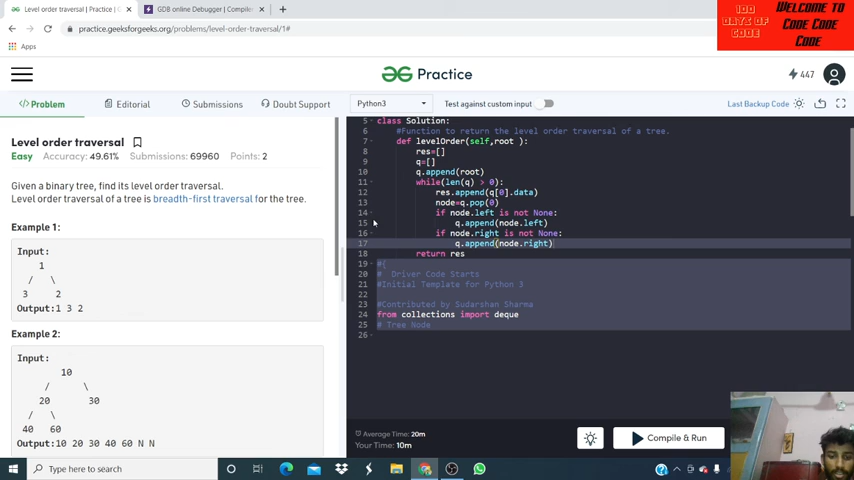 Level order traversal | Practice | G
GDB online Debugger | Compiler
practice.geeksforgeeks.org/problems/level-order-traversal/1#
Apps
100 DAYS OF CODE
WELCOME TO CODE CODE CODE
Practice
447
Problem
Editorial
Submissions
Doubt Support
Python3
Test against custom input
Last Backup Code
Level order traversal
Easy Accuracy: 49.61% Submissions: 69960 Points: 2
Given a binary tree, find its level order traversal.
Level order traversal of a tree is breadth-first traversal for the tree.
Example 1:
Input:
1
/ \
3 2
Output:1 3 2
Example 2:
Input:
10
/ \
20 30
/ \
40 60
Output:10 20 30 40 60 N N
5 class Solution:
6 #Function to return the level order traversal of a tree.
7 def levelOrder(self,root ):
8 res=[]
9 q=[]
10 q.append(root)
11 while(len(q) > 0):
12 res.append(q[0].data)
13 node=q.pop(0)
14 if node.left is not None:
15 q.append(node.left)
16 if node.right is not None:
17 q.append(node.right)
18 return res
19 #{
20 # Driver Code Starts
21 #Initial Template for Python 3
22
23 #Contributed by Sudarshan Sharma
24 from collections import deque
25 # Tree Node
26
Average Time: 20m
Your Time: 10m
Compile & Run
Type here to search